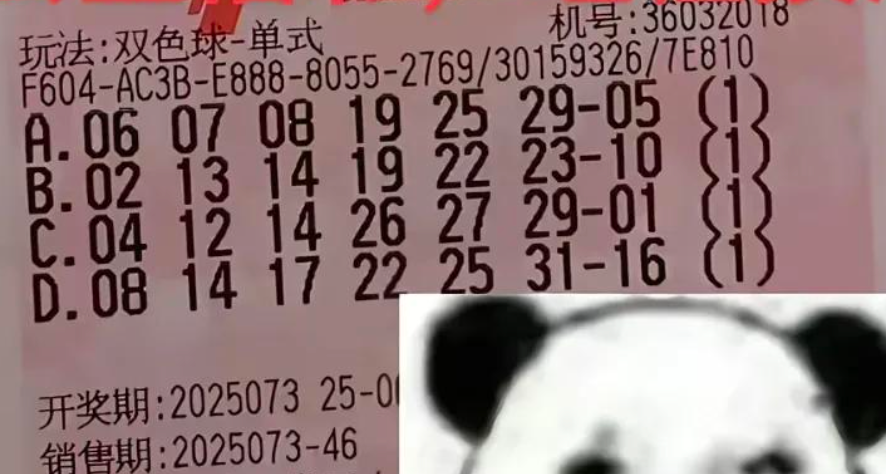 机号:36032018
玩法:双色球-单式
F604-AC3B-E888-8055-2769/30159326/7E810
A.06 07 08 19 25 29-05 (1)
B.02 13 14 19 22 23-10 (1)
C.04 12 14 26 27 29-01 (1)
D.08 14 17 22 25 31-16 (1)
开奖期:2025073 25-0
销售期:2025073-46